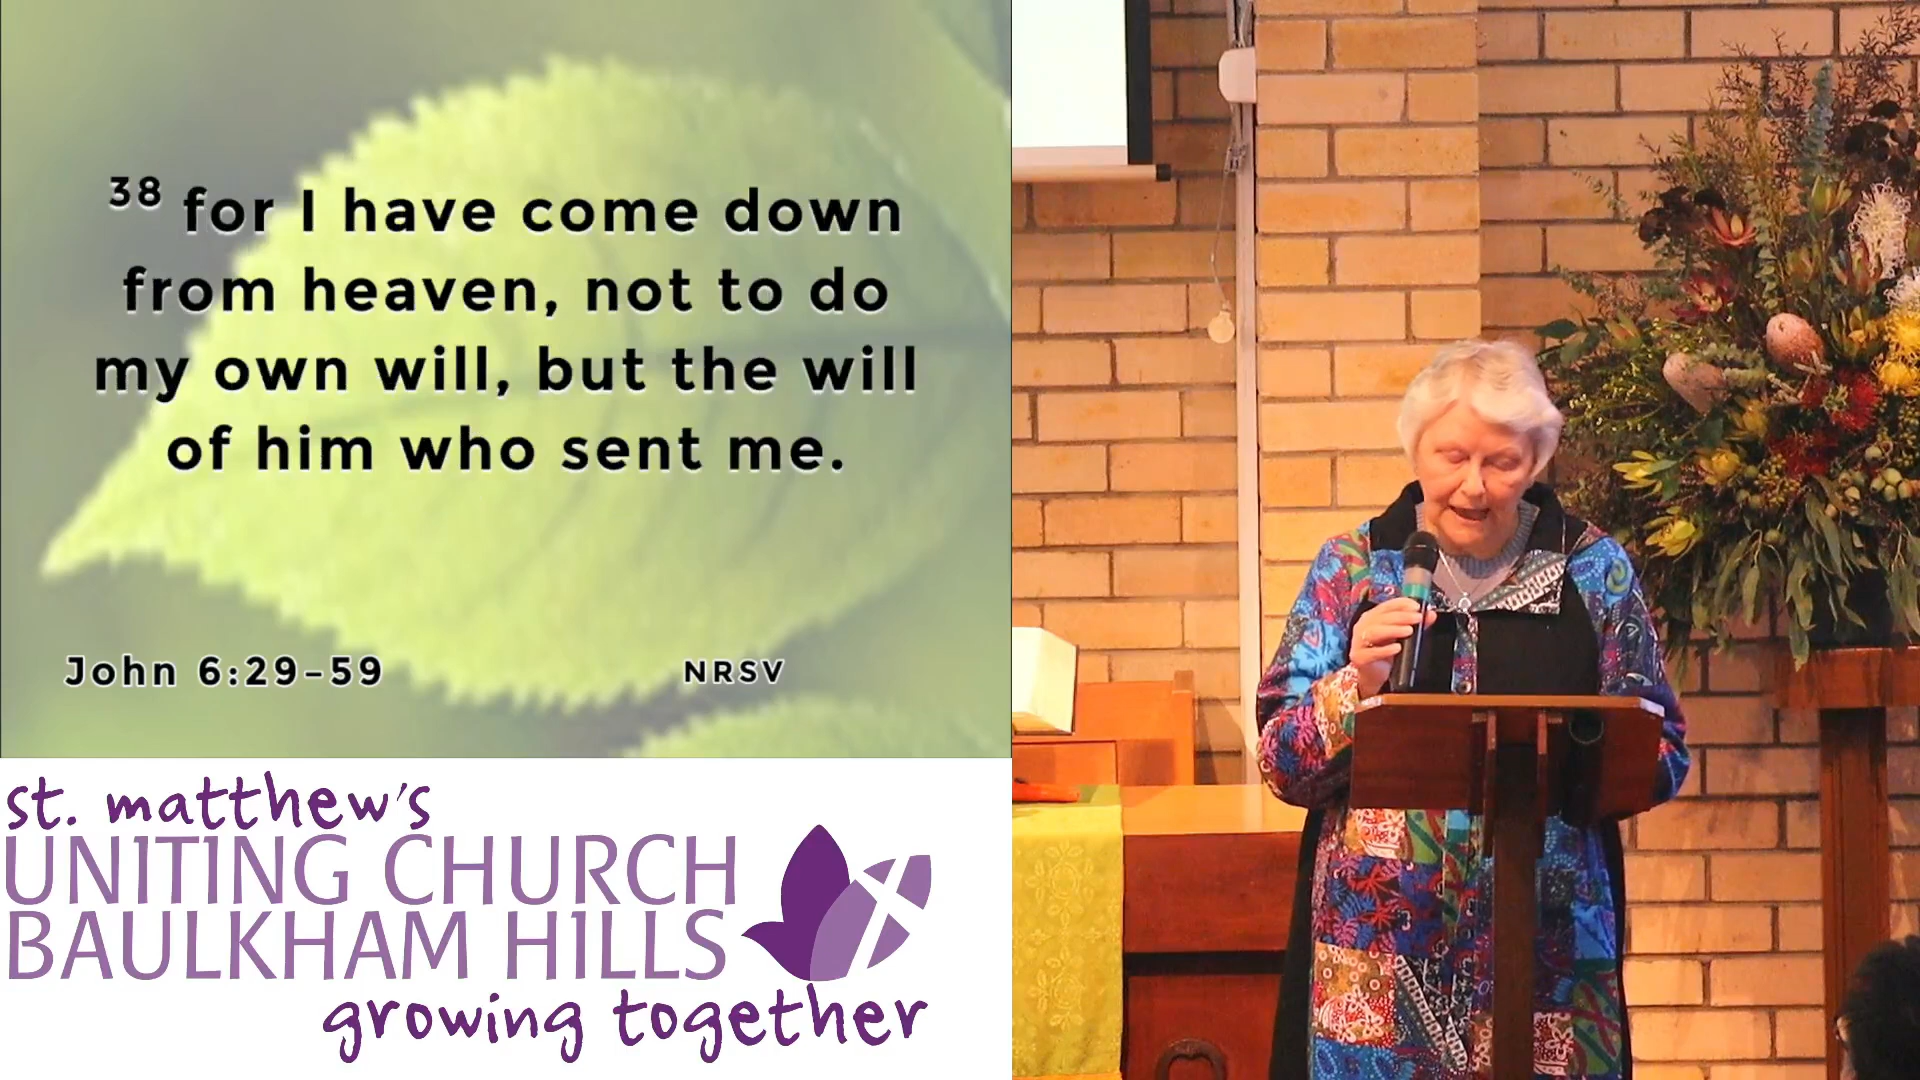 38 for I have come down
from heaven, not to do
my own will, but the will
of him who sent me.
John 6:29-59 NRSV
st. matthew's
UNITING CHURCH
BAULKHAM HILLS
growing together